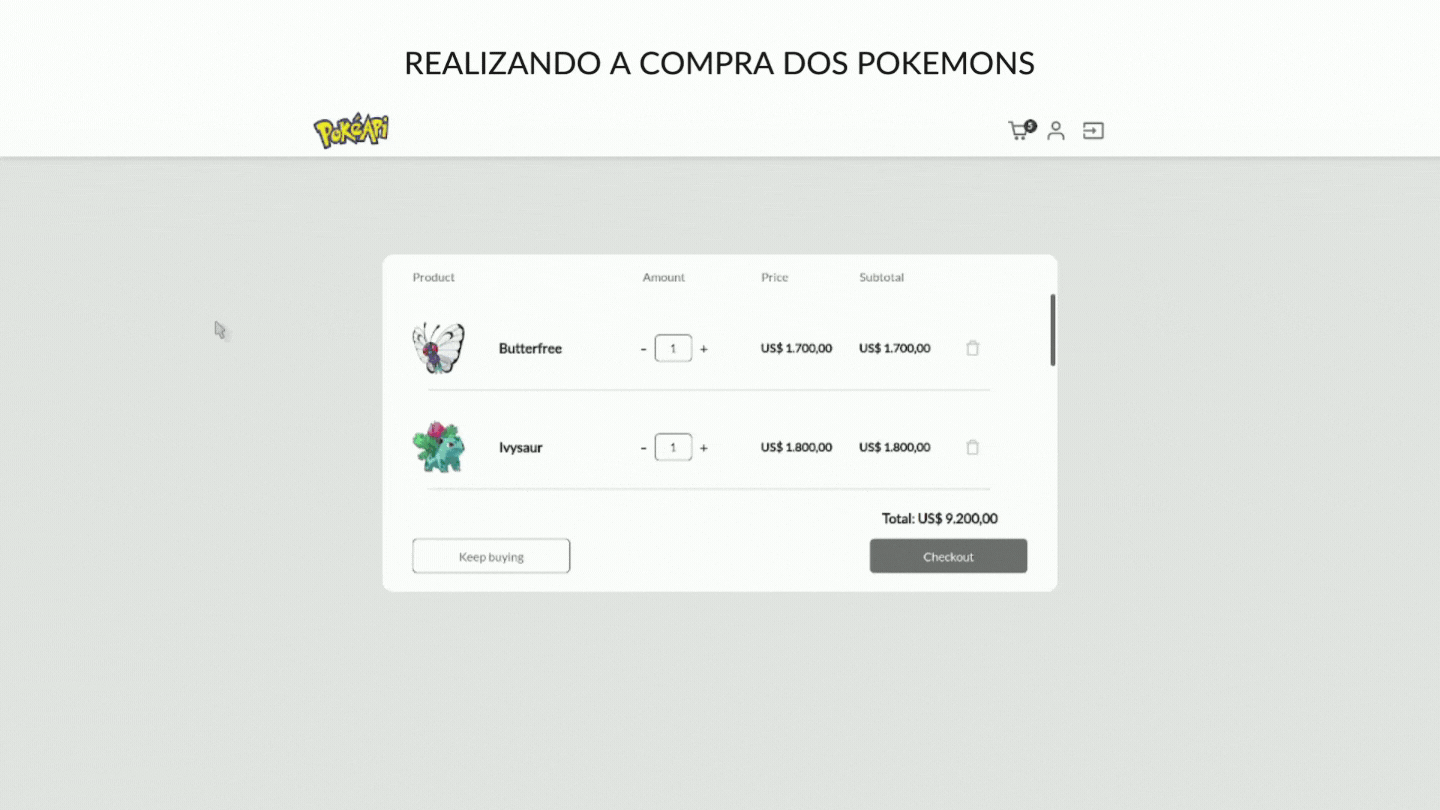 REALIZANDO A COMPRA DOS POKEMONS
PokéApi
5
Product Amount Price Subtotal
Butterfree - 1 + US$ 1.700,00 US$ 1.700,00
Ivysaur - 1 + US$ 1.800,00 US$ 1.800,00
Total: US$ 9.200,00
Keep buying Checkout